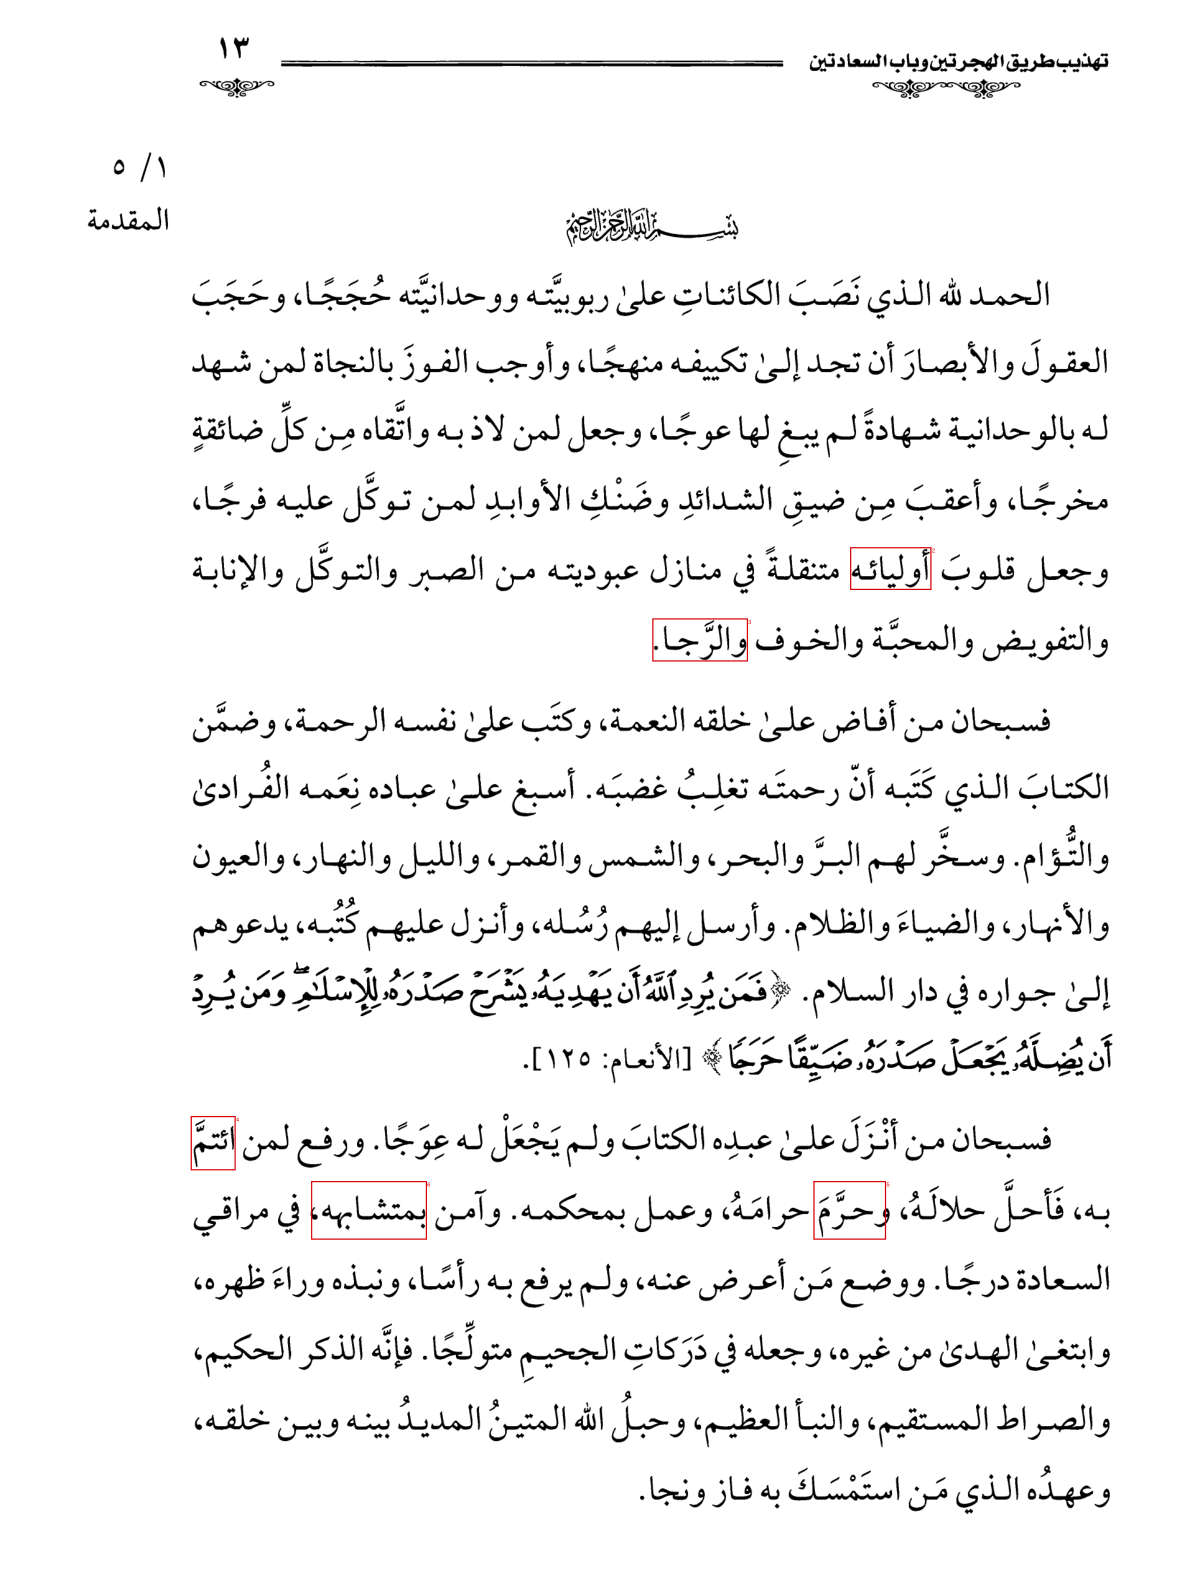 تهذيب طريق الهجرتين وباب السعادتين
١٣
١/ ٥
المقدمة
بسم الله الرحمن الرحيم
الحمد لله الذي نَصَبَ الكائناتِ علىٰ ربوبيَّته ووحدانيَّته حُجَجًا، وحَجَبَ
العقولَ والأبصارَ أن تجد إلىٰ تكييفه منهجًا، وأوجب الفوزَ بالنجاة لمن شهد
له بالوحدانية شهادةً لم يبغِ لها عوجًا، وجعل لمن لاذ به واتَّقاه مِن كلِّ ضائقةٍ
مخرجًا، وأعقبَ مِن ضيقِ الشدائدِ وضَنْكِ الأوابدِ لمن توكَّل عليه فرجًا،
وجعل قلوبَ أوليائه متنقلةً في منازل عبوديته من الصبر والتوكَّل والإنابة
والتفويض والمحبَّة والخوف والرَّجا.
فسبحان من أفاض علىٰ خلقه النعمة، وكتَب علىٰ نفسه الرحمة، وضمَّن
الكتابَ الذي كَتَبه أنّ رحمتَه تغلِبُ غضبَه. أسبغ علىٰ عباده نِعَمه الفُرادىٰ
والتُّؤام. وسخَّر لهم البرَّ والبحر، والشمس والقمر، والليل والنهار، والعيون
والأنهار، والضياءَ والظلام. وأرسل إليهم رُسُله، وأنزل عليهم كُتُبه، يدعوهم
إلىٰ جواره في دار السلام. ﴿فَمَن يُرِدِ ٱللَّهُ أَن يَهۡدِيَهُۥ يَشۡرَحۡ صَدۡرَهُۥ لِلۡإِسۡلَٰمِۖ وَمَن يُرِدۡ
أَن يُضِلَّهُۥ يَجۡعَلۡ صَدۡرَهُۥ ضَيِّقًا حَرَجٗا﴾ [الأنعام: ١٢٥].
فسبحان من أنْزَلَ علىٰ عبدِه الكتابَ ولم يَجْعَلْ له عِوَجًا. ورفع لمن ائتمَّ
به، فَأحلَّ حلالَهُ، وحرَّمَ حرامَهُ، وعمل بمحكمه. وآمن بمتشابهه، في مراقي
السعادة درجًا. ووضع مَن أعرض عنه، ولم يرفع به رأسًا، ونبذه وراءَ ظهره،
وابتغىٰ الهدىٰ من غيره، وجعله في دَرَكاتِ الجحيمِ متولِّجًا. فإنَّه الذكر الحكيم،
والصراط المستقيم، والنبأ العظيم، وحبلُ الله المتينُ المديدُ بينه وبين خلقه،
وعهدُه الذي مَن استَمْسَكَ به فاز ونجا.